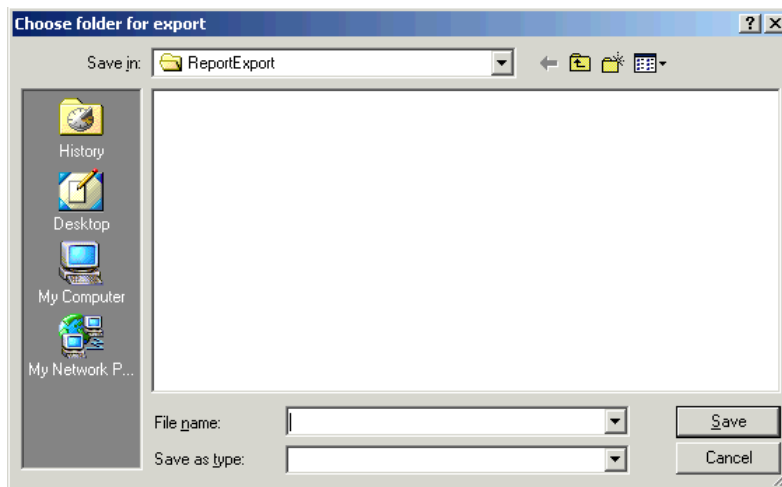 Choose folder for export
Save in: ReportExport
History
Desktop
My Computer
My Network P...
File name:
Save
Save as type:
Cancel